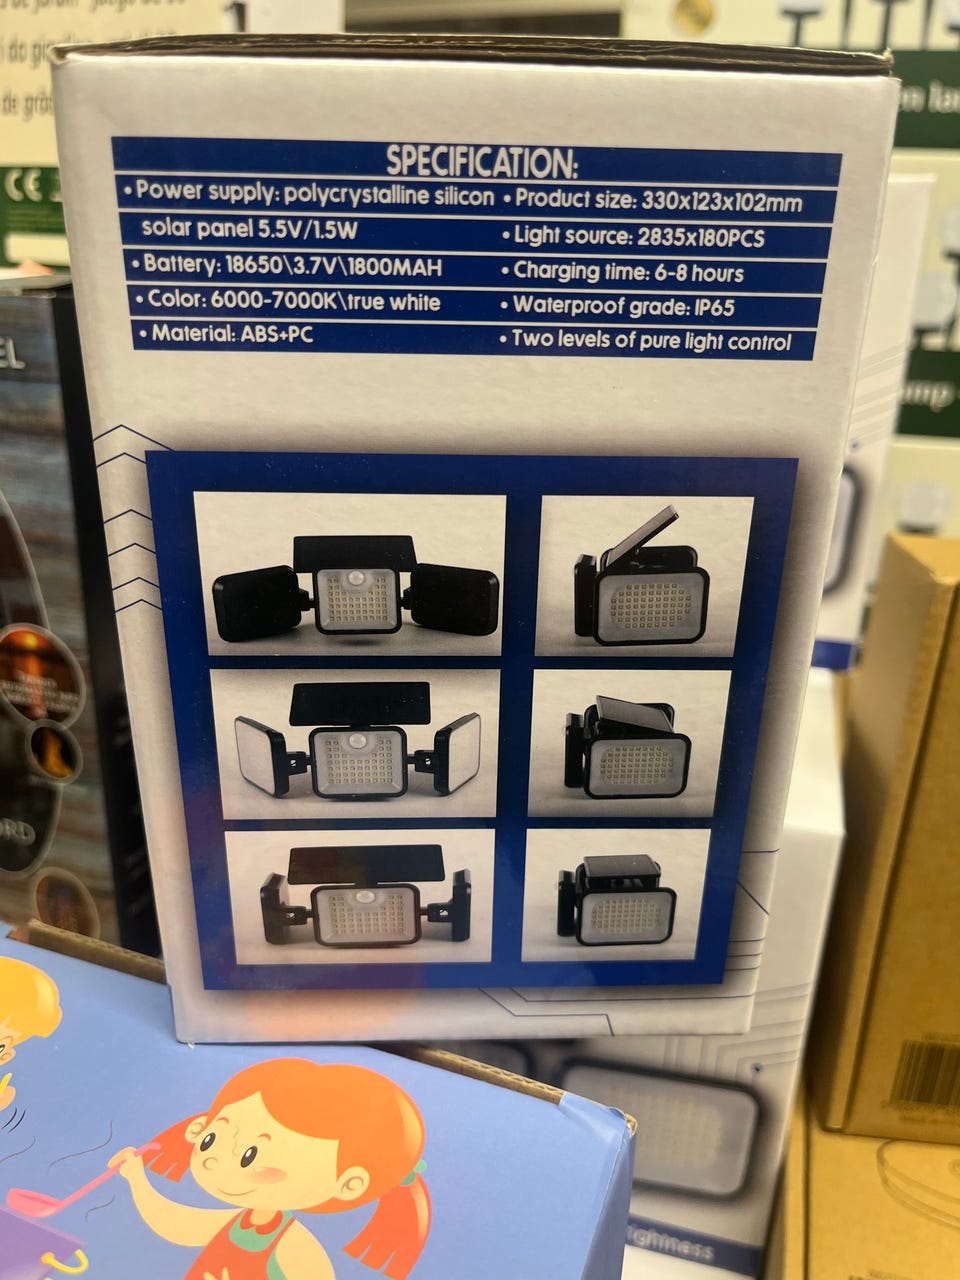 SPECIFICATION:
• Power supply: polycrystalline silicon
solar panel 5.5V/1.5W
• Battery: 18650\3.7V\1800MAH
• Color: 6000-7000K\true white
• Material: ABS+PC
• Product size: 330x123x102mm
• Light source: 2835x180PCS
• Charging time: 6-8 hours
• Waterproof grade: IP65
• Two levels of pure light control
de
CE